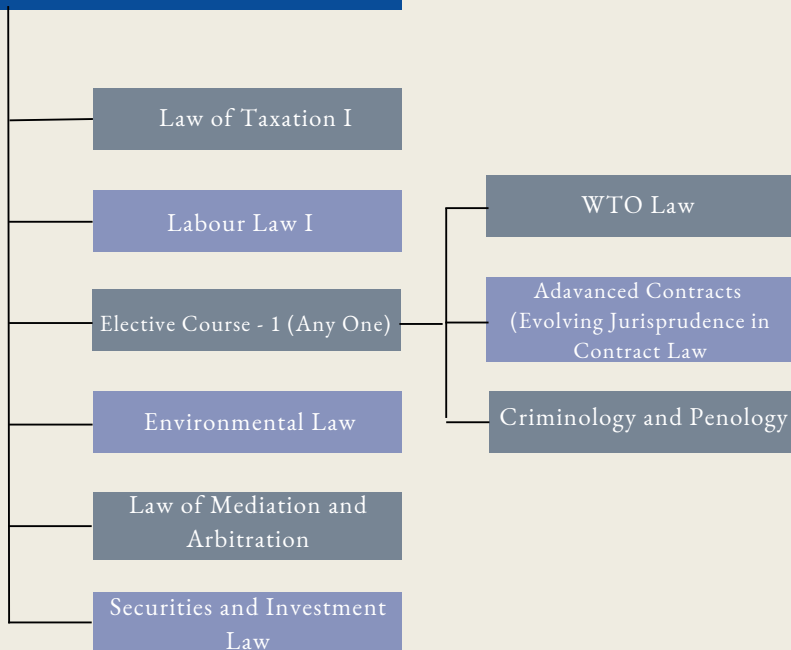 Law of Taxation I
Labour Law I
Elective Course - 1 (Any One)
Environmental Law
Law of Mediation and
Arbitration
Securities and Investment
Law
WTO Law
Adavanced Contracts
(Evolving Jurisprudence in
Contract Law
Criminology and Penology